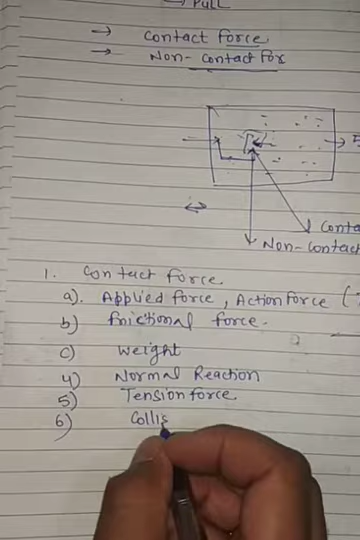 → Pull
→ Contact force
→ Non-Contact For
Conta
Non-Contact
1. Contact force
a). Applied force, Action force (
b) frictional force.
c) Weight
4) Normal Reaction
5) Tension force
6) Collis